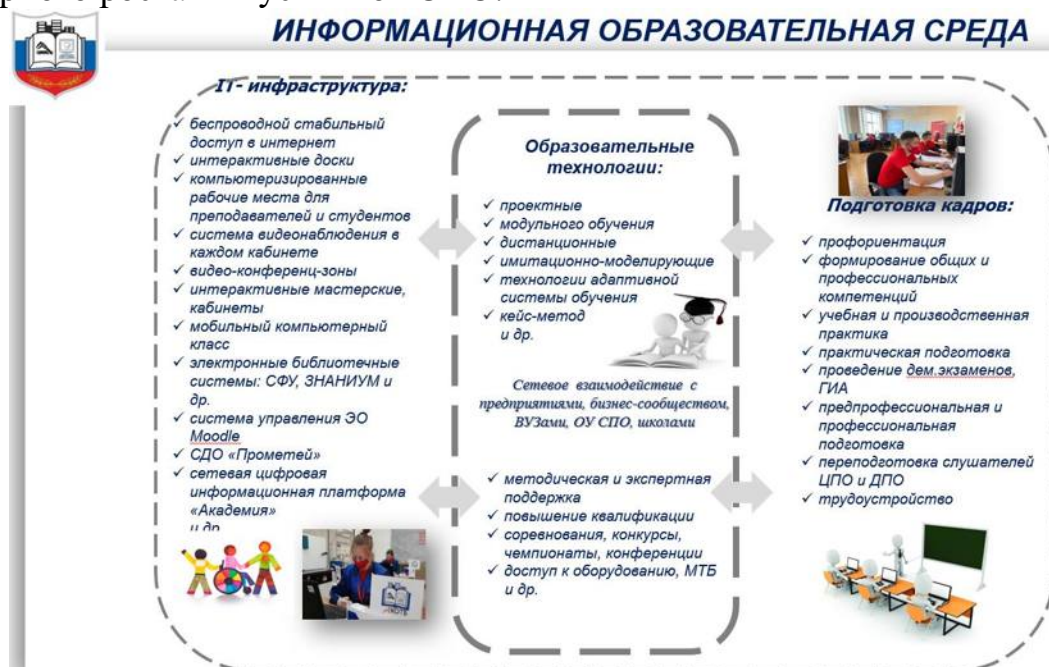 ИНФОРМАЦИОННАЯ ОБРАЗОВАТЕЛЬНАЯ СРЕДА
IT- инфраструктура:
✓ беспроводной стабильный
доступ в интернет
✓ интерактивные доски
✓ компьютеризированные
рабочие места для
преподавателей и студентов
✓ система видеонаблюдения в
каждом кабинете
✓ видео-конференц-зоны
✓ интерактивные мастерские,
кабинеты
✓ мобильный компьютерный
класс
✓ электронные библиотечные
системы: СФУ, ЗНАНИУМ и
др.
✓ система управления ЭО
Moodle
✓ СДО «Прометей»
✓ сетевая цифровая
информационная платформа
«Академия»
и др
Образовательные
технологии:
✓ проектные
✓ модульного обучения
✓ дистанционные
✓ имитационно-моделирующие
✓ технологии адаптивной
системы обучения
✓ кейс-метод
и др.
Сетевое взаимодействие с
предприятиями, бизнес-сообществом,
ВУЗами, ОУ СПО, школами
✓ методическая и экспертная
поддержка
✓ повышение квалификации
✓ соревнования, конкурсы,
чемпионаты, конференции
✓ доступ к оборудованию, МТБ
и др.
Подготовка кадров:
✓ профориентация
✓ формирование общих и
профессиональных
компетенций
✓ учебная и производственная
практика
✓ практическая подготовка
✓ проведение дем.экзаменов,
ГИА
✓ предпрофессиональная и
профессиональная
подготовка
✓ переподготовка слушателей
ЦПО и ДПО
✓ трудоустройство